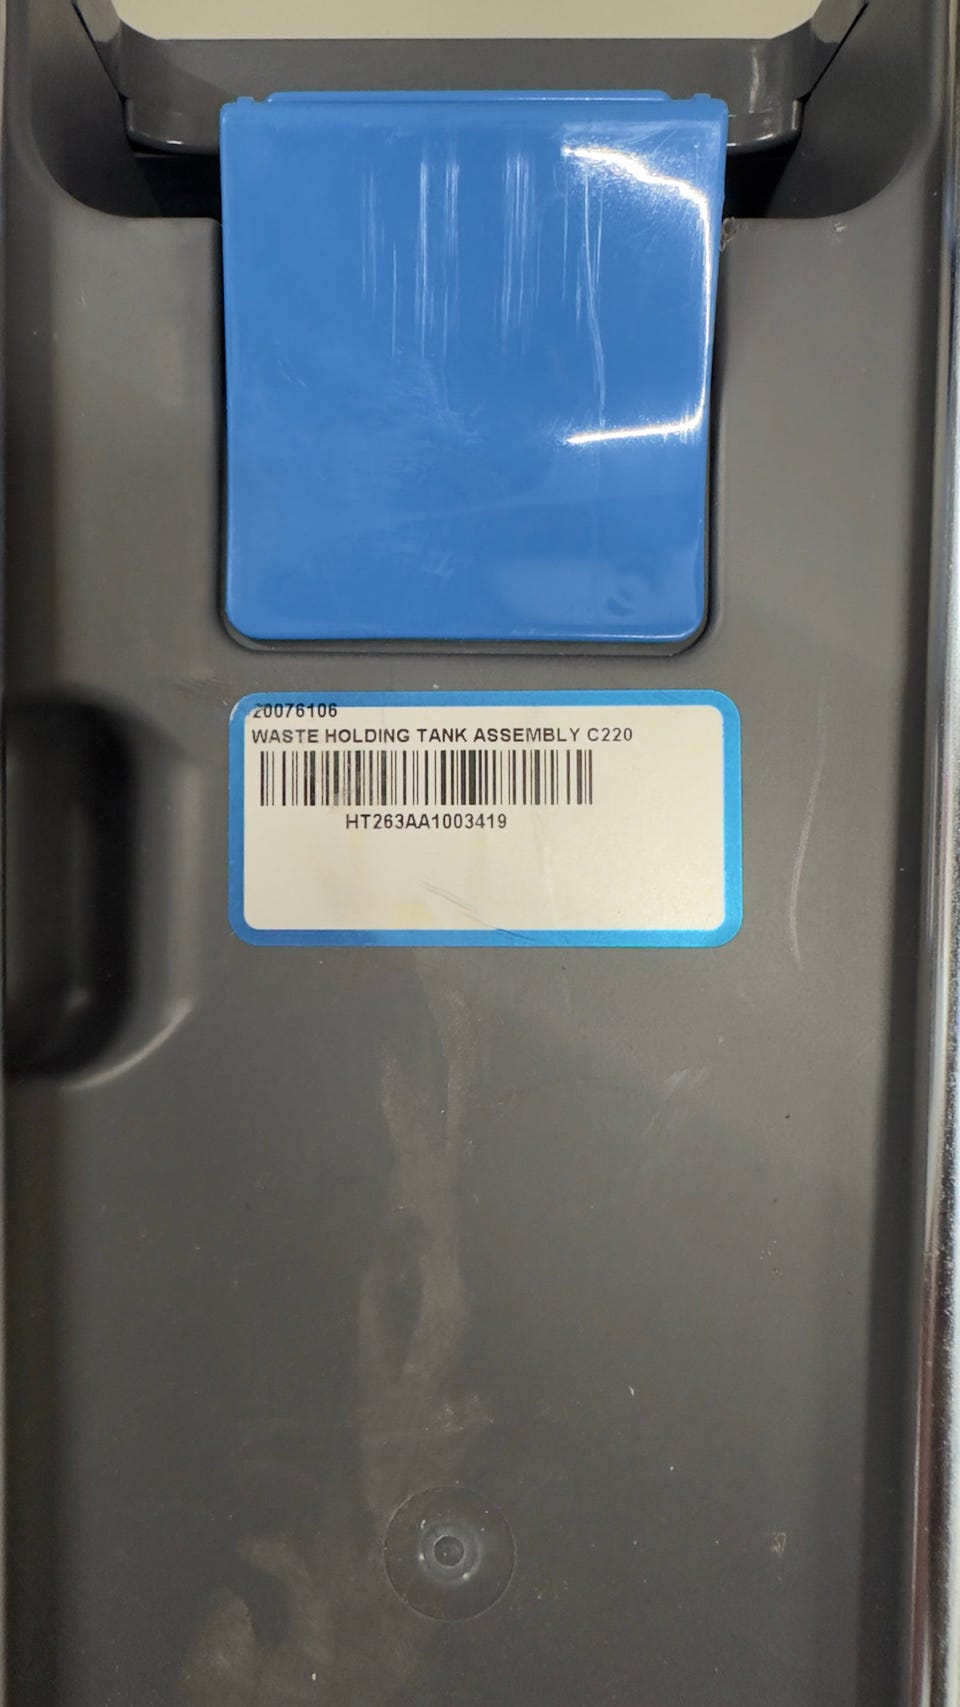 20076106
WASTE HOLDING TANK ASSEMBLY C220
HT263AA1003419